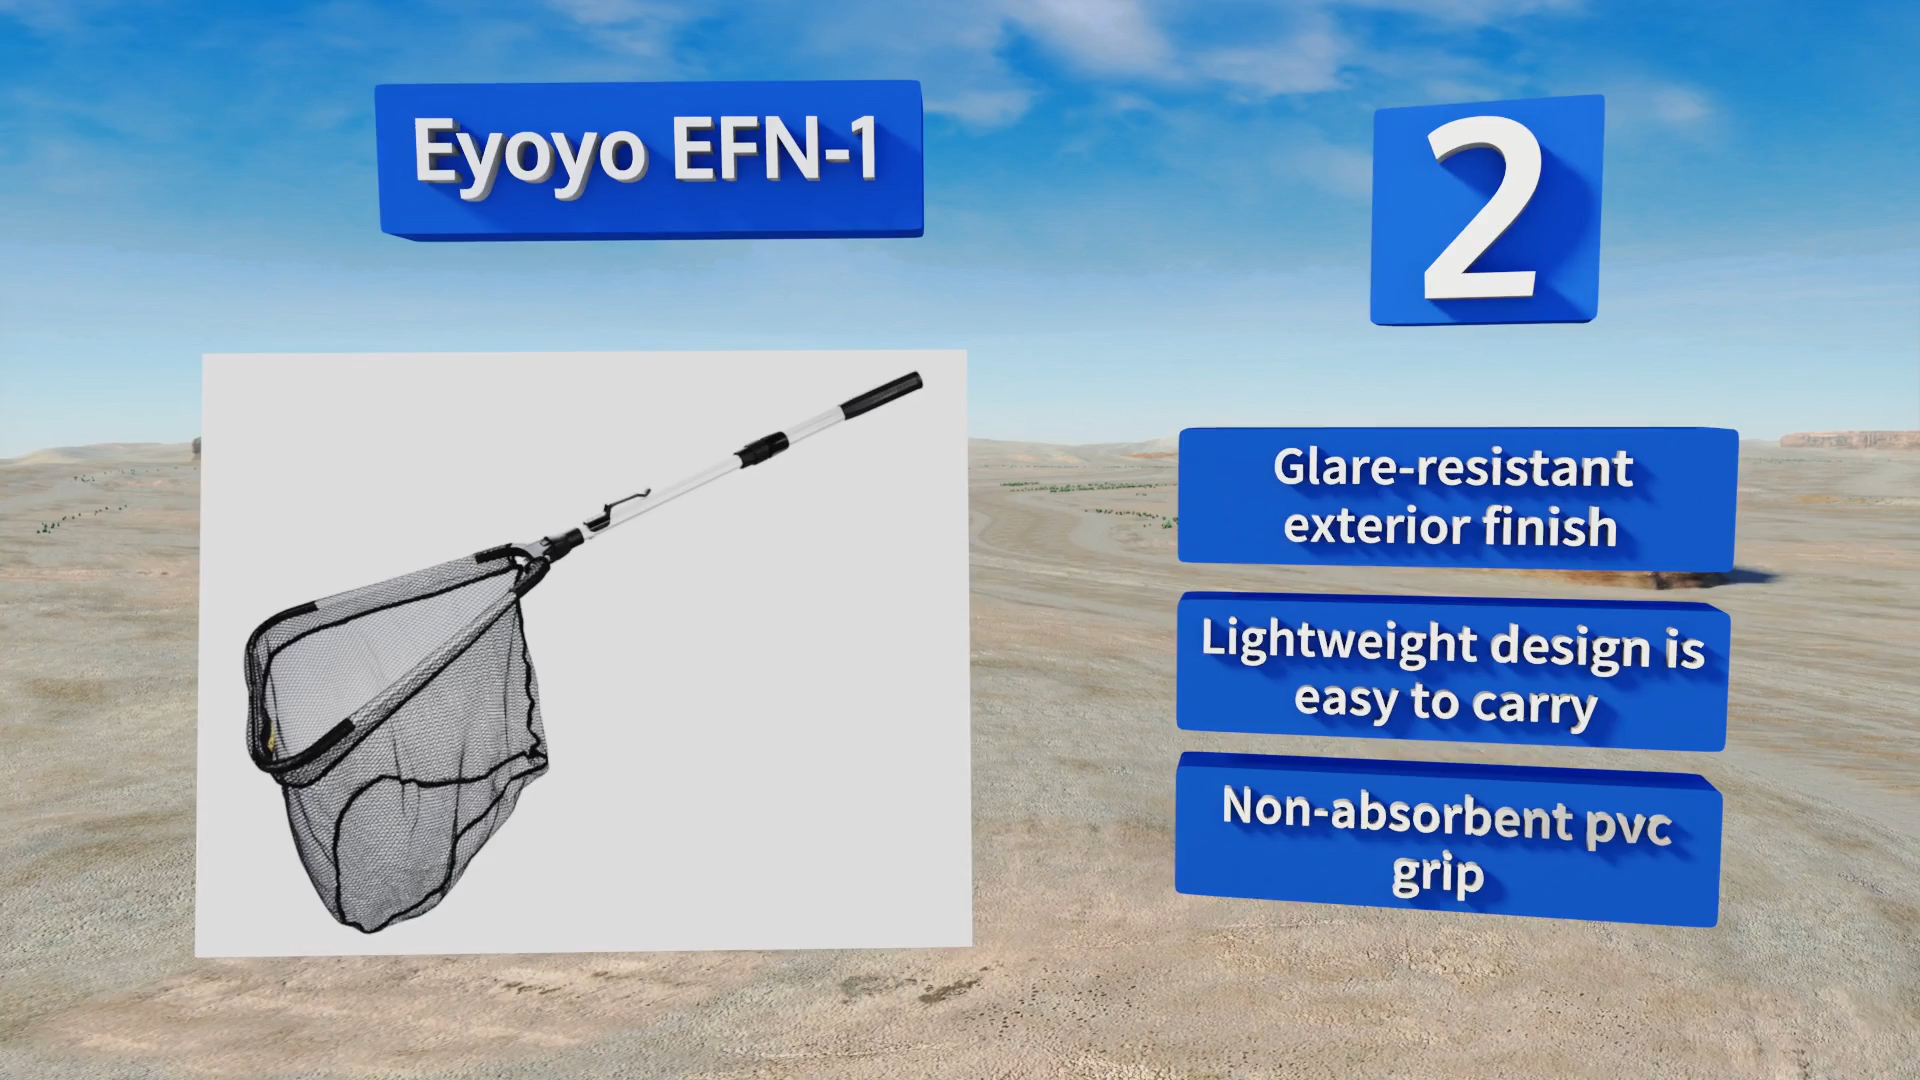 Eyoyo EFN-1
2
Glare-resistant
exterior finish
Lightweight design is
easy to carry
Non-absorbent pvc
grip